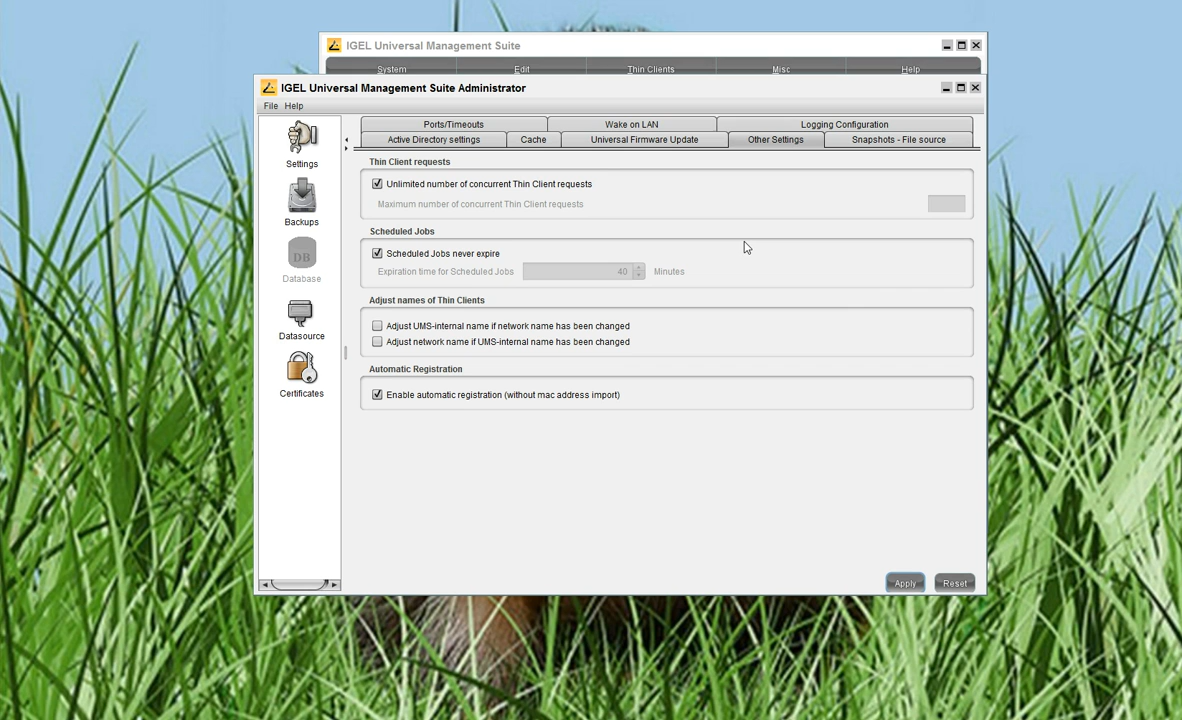 IGEL Universal Management Suite
System Edit Thin Clients Misc Help
IGEL Universal Management Suite Administrator
File Help
Settings
Backups
DB
Database
Datasource
Certificates
Ports/Timeouts Wake on LAN Logging Configuration
Active Directory settings Cache Universal Firmware Update Other Settings Snapshots - File source
Thin Client requests
Unlimited number of concurrent Thin Client requests
Maximum number of concurrent Thin Client requests
Scheduled Jobs
Scheduled Jobs never expire
Expiration time for Scheduled Jobs 40 Minutes
Adjust names of Thin Clients
Adjust UMS-internal name if network name has been changed
Adjust network name if UMS-internal name has been changed
Automatic Registration
Enable automatic registration (without mac address import)
Apply Reset